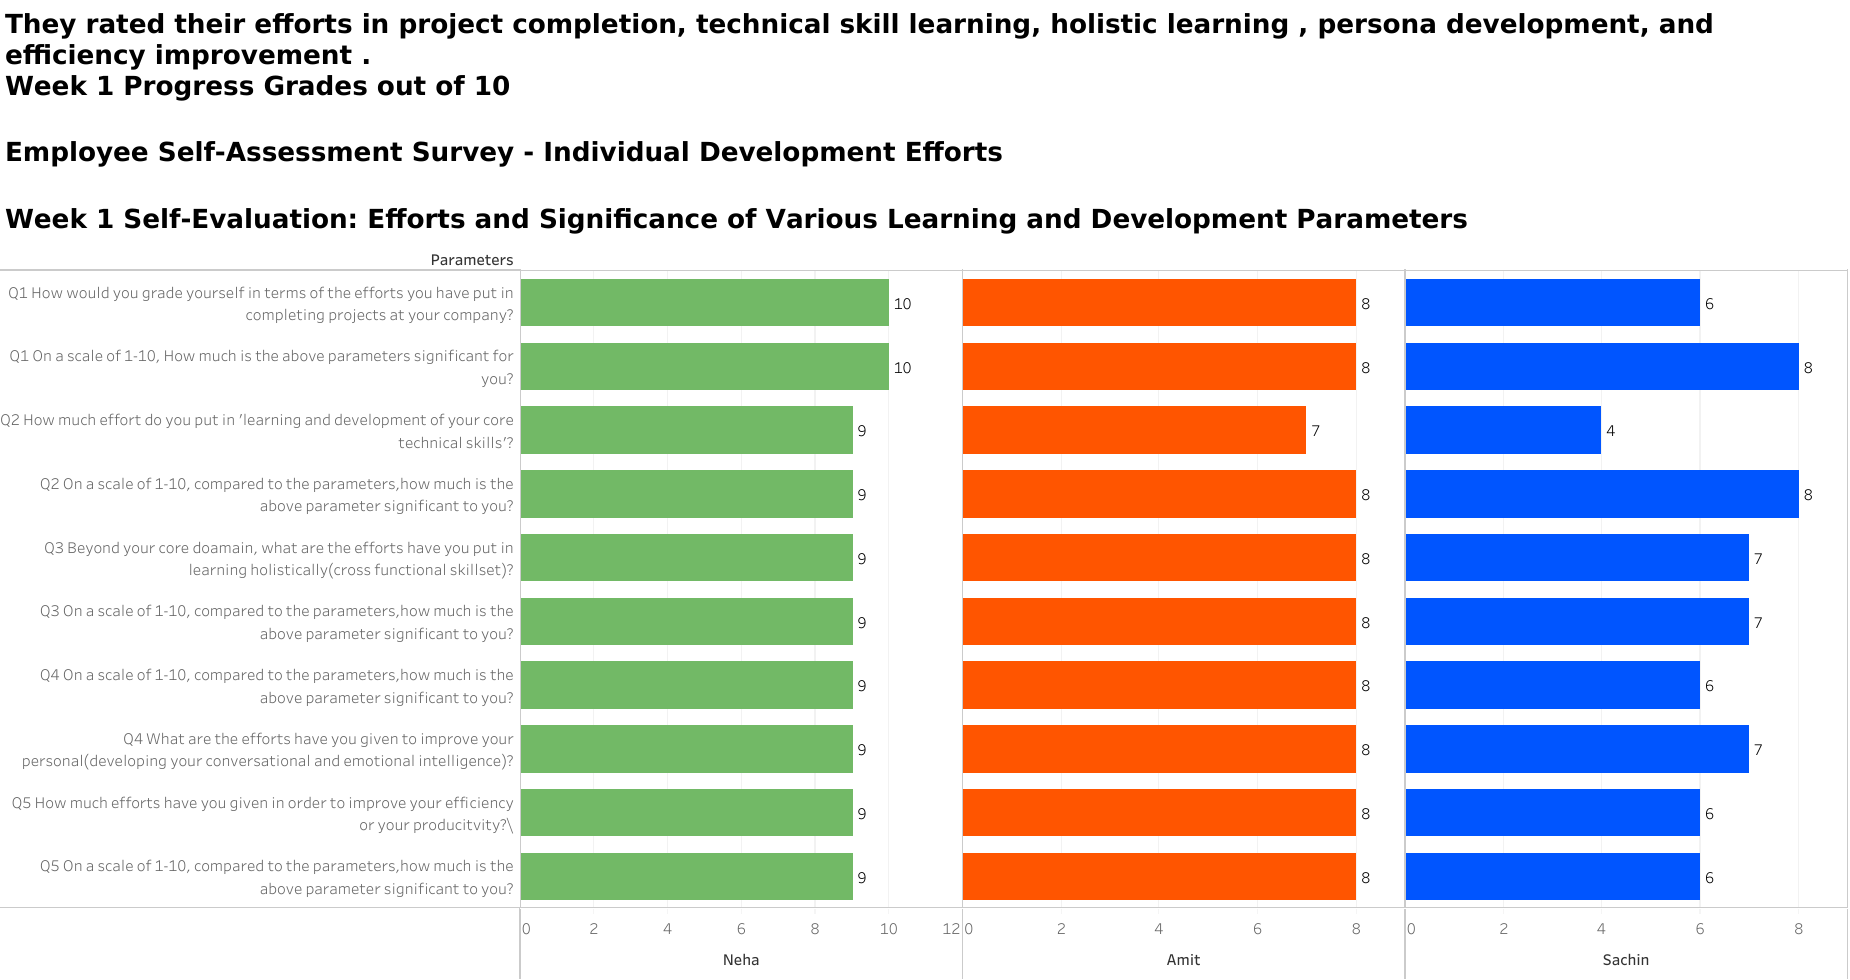 They rated their efforts in project completion, technical skill learning, holistic learning , persona development, and
efficiency improvement .
Week 1 Progress Grades out of 10
Employee Self-Assessment Survey - Individual Development Efforts
Week 1 Self-Evaluation: Efforts and Significance of Various Learning and Development Parameters
Parameters
Q1 How would you grade yourself in terms of the efforts you have put in
completing projects at your company?
10 8 6
Q1 On a scale of 1-10, How much is the above parameters significant for
you?
10 8 8
Q2 How much effort do you put in ‘learning and development of your core
technical skills’?
9 7 4
Q2 On a scale of 1-10, compared to the parameters,how much is the
above parameter significant to you?
9 8 8
Q3 Beyond your core doamain, what are the efforts have you put in
learning holistically(cross functional skillset)?
9 8 7
Q3 On a scale of 1-10, compared to the parameters,how much is the
above parameter significant to you?
9 8 7
Q4 On a scale of 1-10, compared to the parameters,how much is the
above parameter significant to you?
9 8 6
Q4 What are the efforts have you given to improve your
personal(developing your conversational and emotional intelligence)?
9 8 7
Q5 How much efforts have you given in order to improve your efficiency
or your producitvity?\
9 8 6
Q5 On a scale of 1-10, compared to the parameters,how much is the
above parameter significant to you?
9 8 6
0 2 4 6 8 10 12 0 2 4 6 8 0 2 4 6 8
Neha Amit Sachin